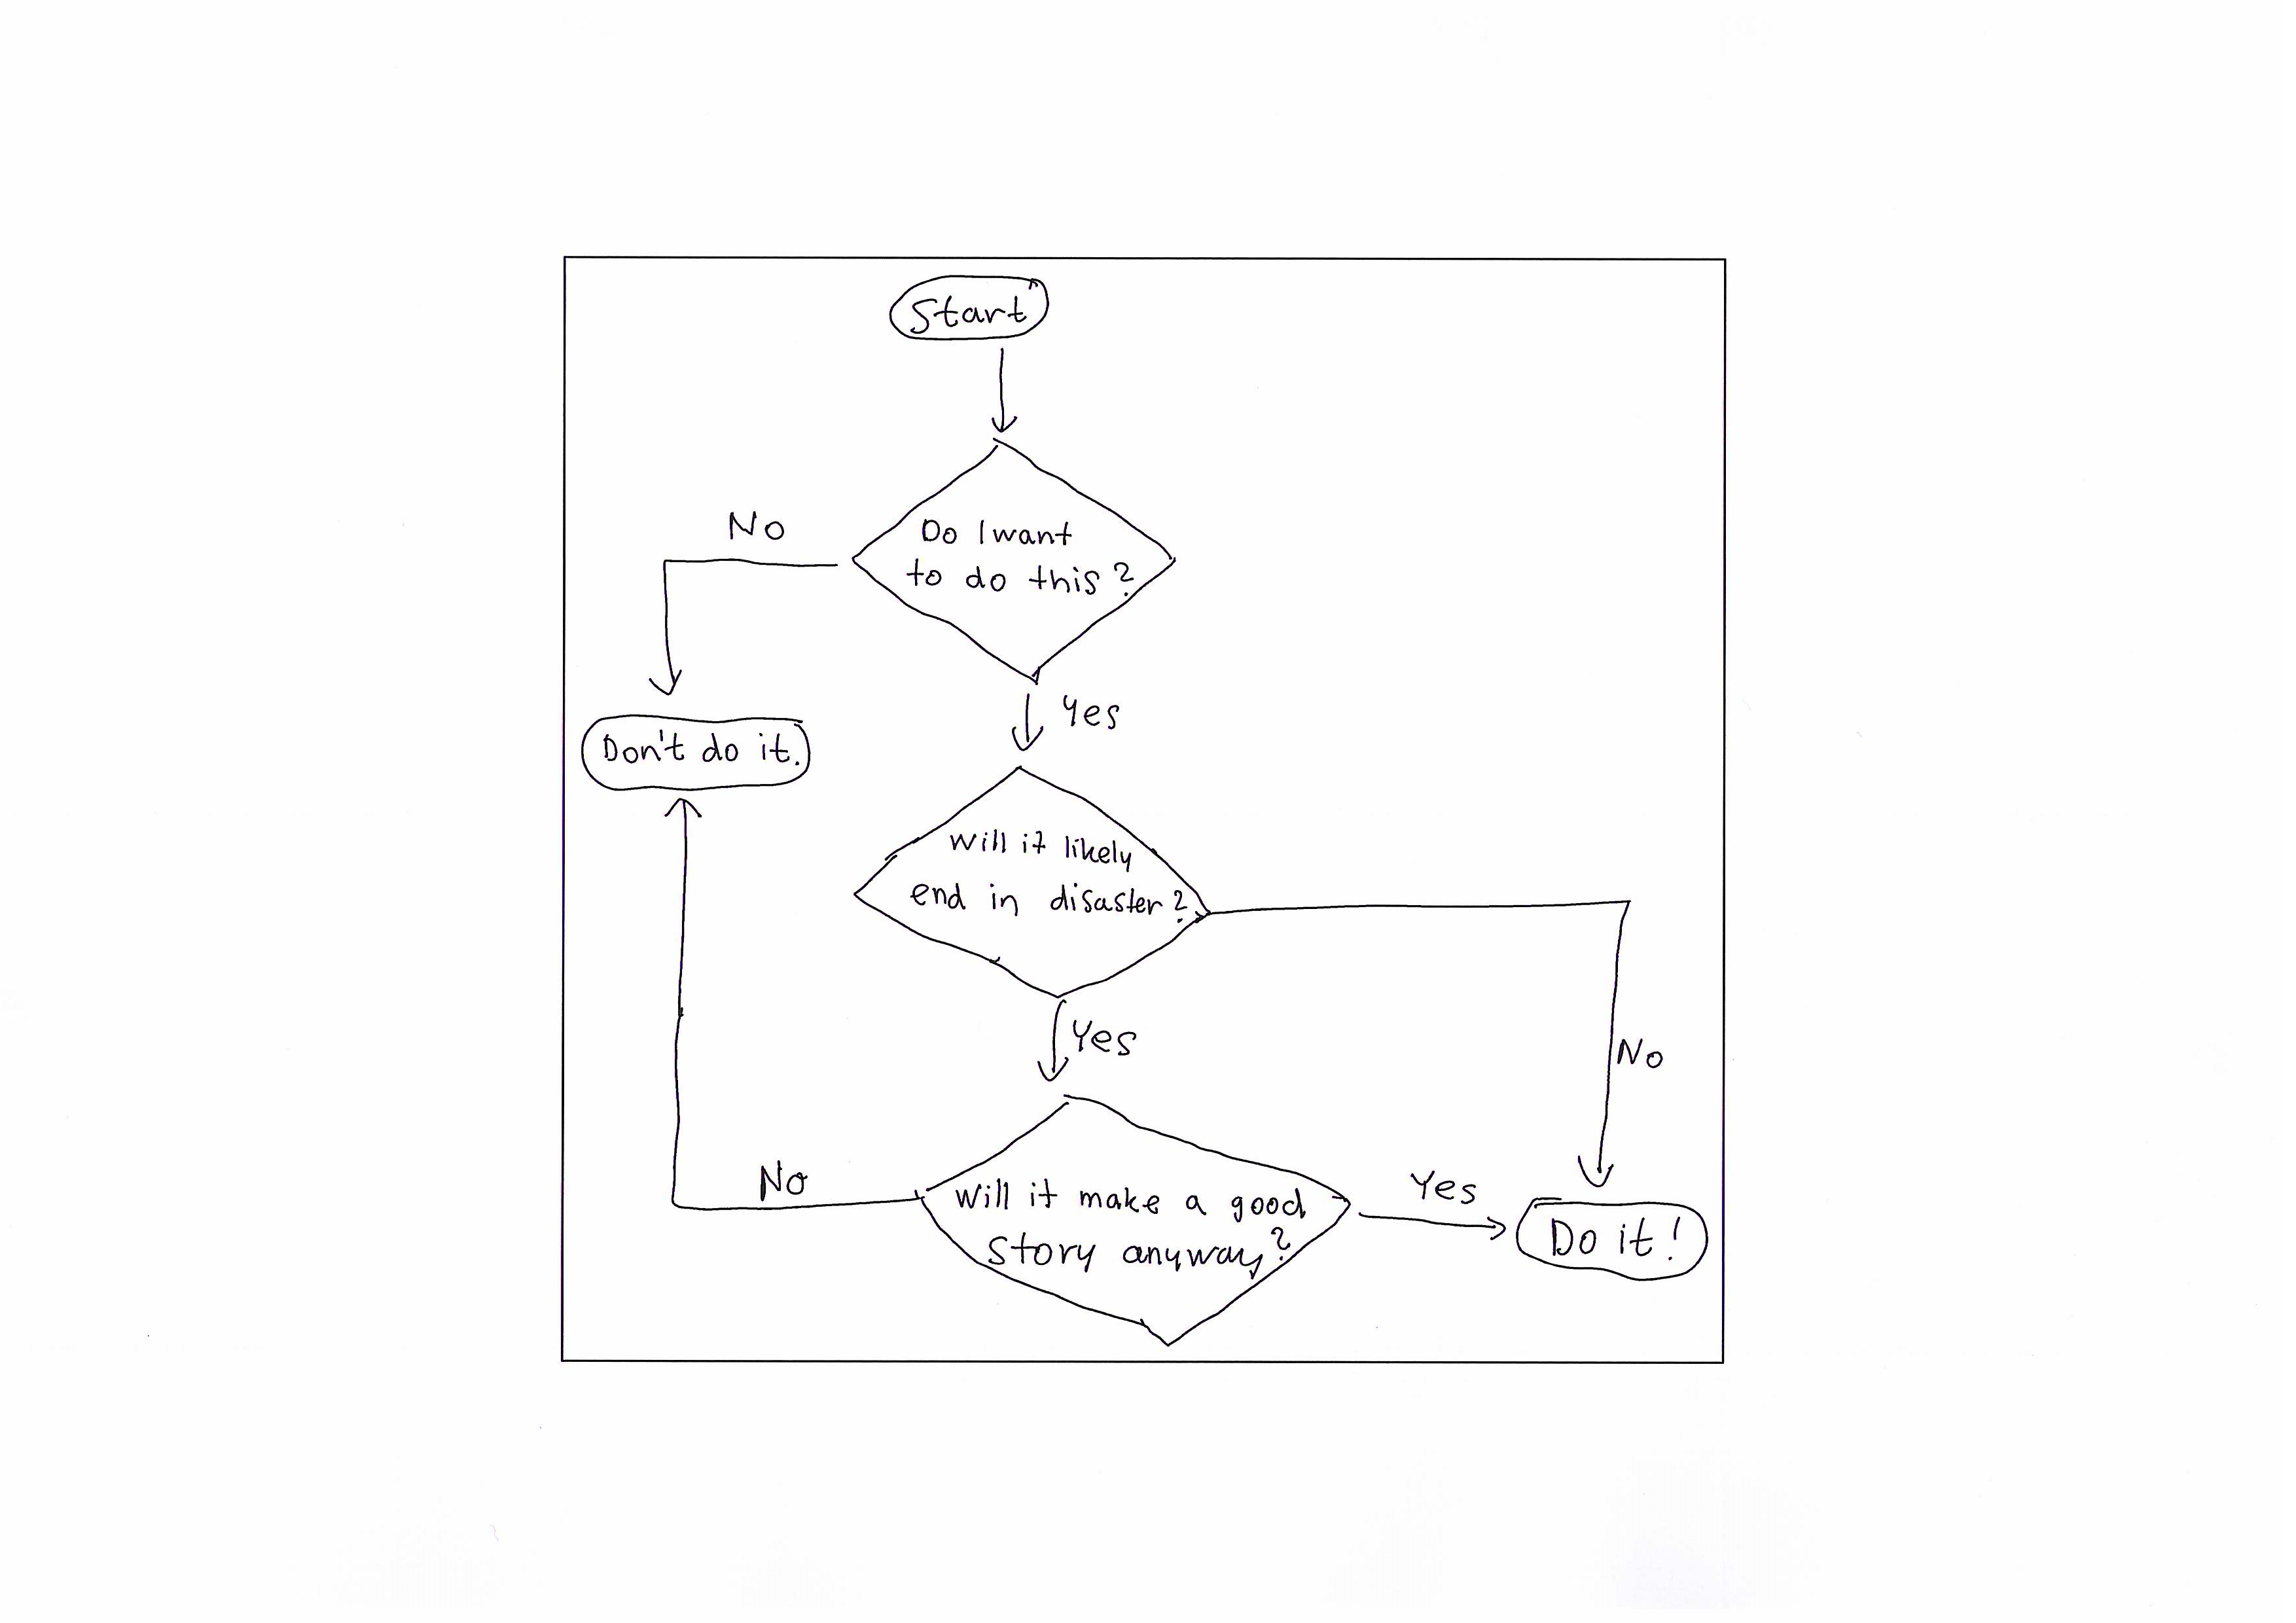 Start
No
Do I want
to do this?
Yes
Don't do it.
Will it likely
end in disaster?
Yes
No
No
Will it make a good
story anyway?
Yes
Do it!